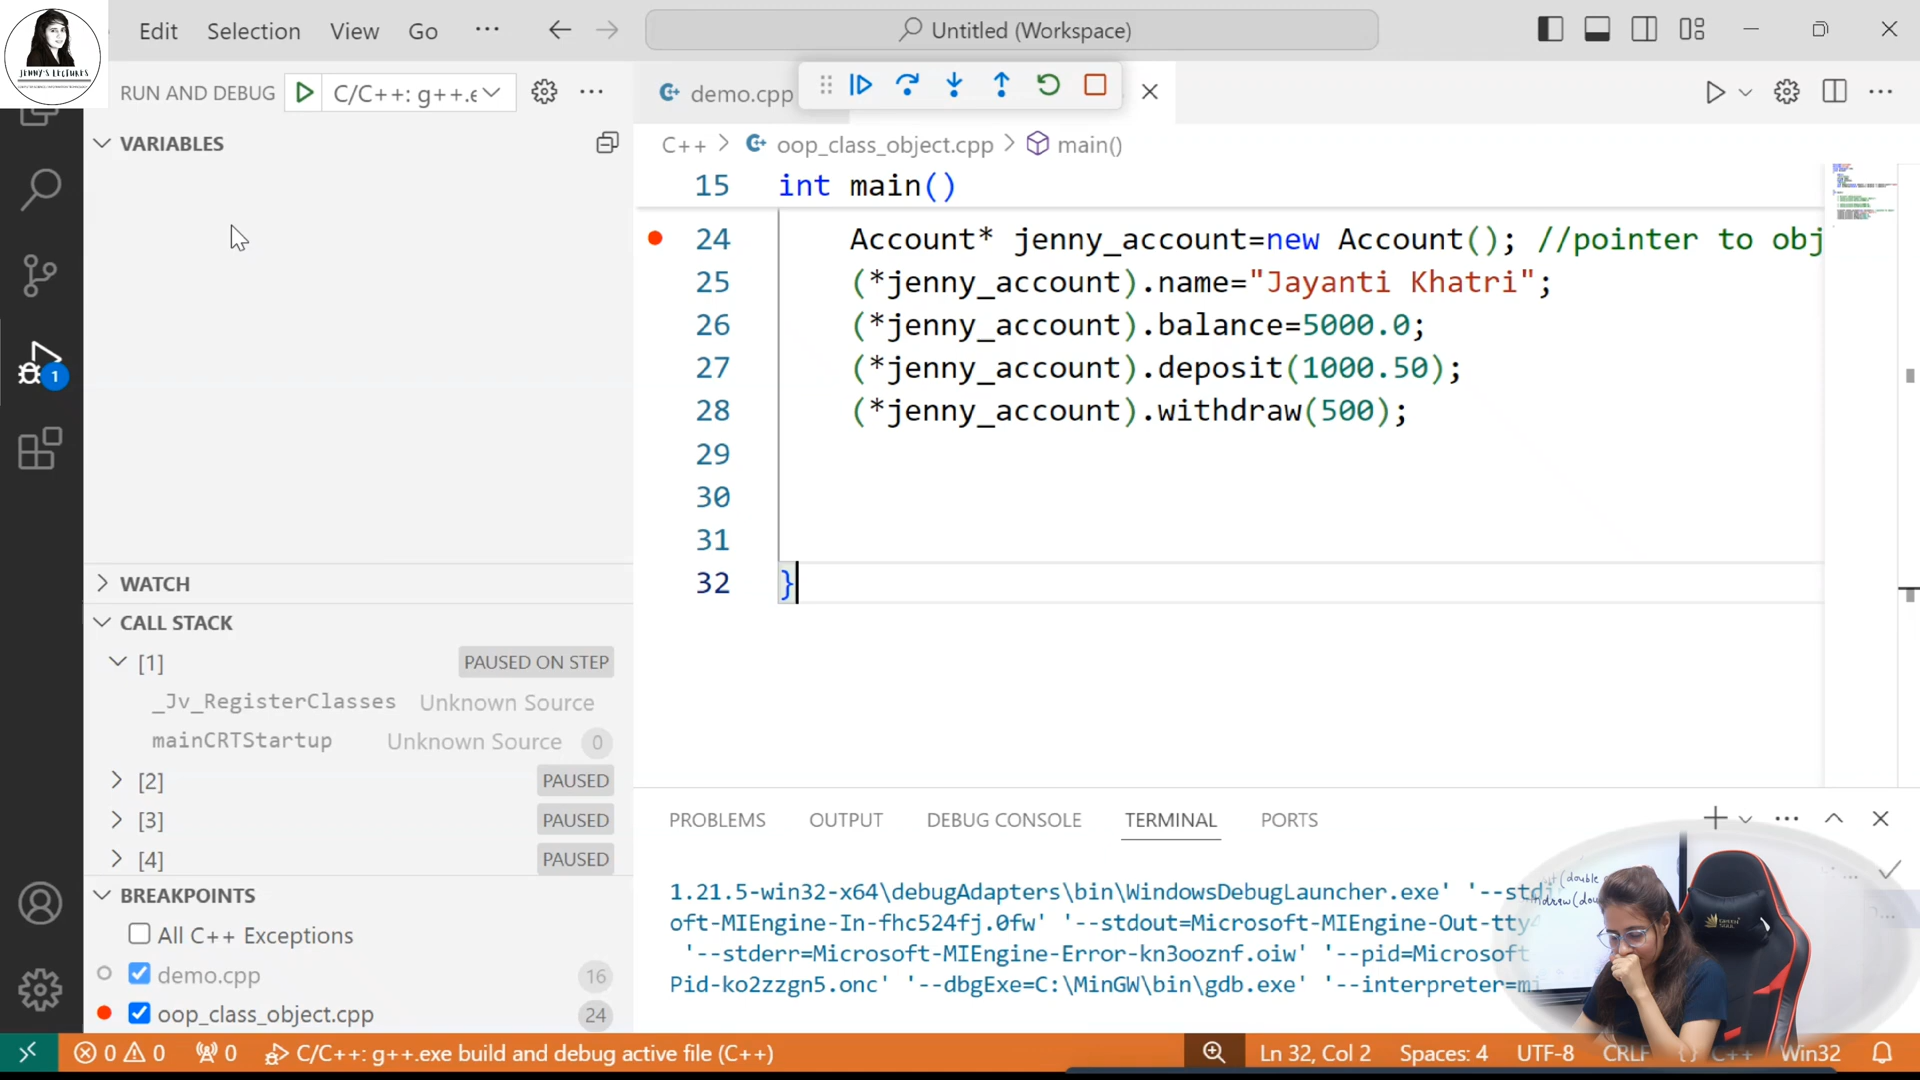 JENNY'S LECTURES
Edit Selection View Go ...
Untitled (Workspace)
RUN AND DEBUG C/C++: g++.e
demo.cpp
VARIABLES
C++ > oop_class_object.cpp > main()
15 int main()
24 Account* jenny_account=new Account(); //pointer to obj
25 (*jenny_account).name="Jayanti Khatri";
26 (*jenny_account).balance=5000.0;
27 (*jenny_account).deposit(1000.50);
28 (*jenny_account).withdraw(500);
29
30
31
32 }
WATCH
CALL STACK
[1] PAUSED ON STEP
_Jv_RegisterClasses Unknown Source
mainCRTStartup Unknown Source 0
[2] PAUSED
[3] PAUSED
[4] PAUSED
BREAKPOINTS
All C++ Exceptions
demo.cpp 16
oop_class_object.cpp 24
1
PROBLEMS OUTPUT DEBUG CONSOLE TERMINAL PORTS
1.21.5-win32-x64\debugAdapters\bin\WindowsDebugLauncher.exe' '--std
oft-MIEngine-In-fhc524fj.0fw' '--stdout=Microsoft-MIEngine-Out-tty
'--stderr=Microsoft-MIEngine-Error-kn3ooznf.oiw' '--pid=Microsoft
Pid-ko2zzgn5.onc' '--dbgExe=C:\MinGW\bin\gdb.exe' '--interpreter=mi
(double
0 0 0 C/C++: g++.exe build and debug active file (C++) Ln 32, Col 2 Spaces: 4 UTF-8 CRLF {} C++ Win32